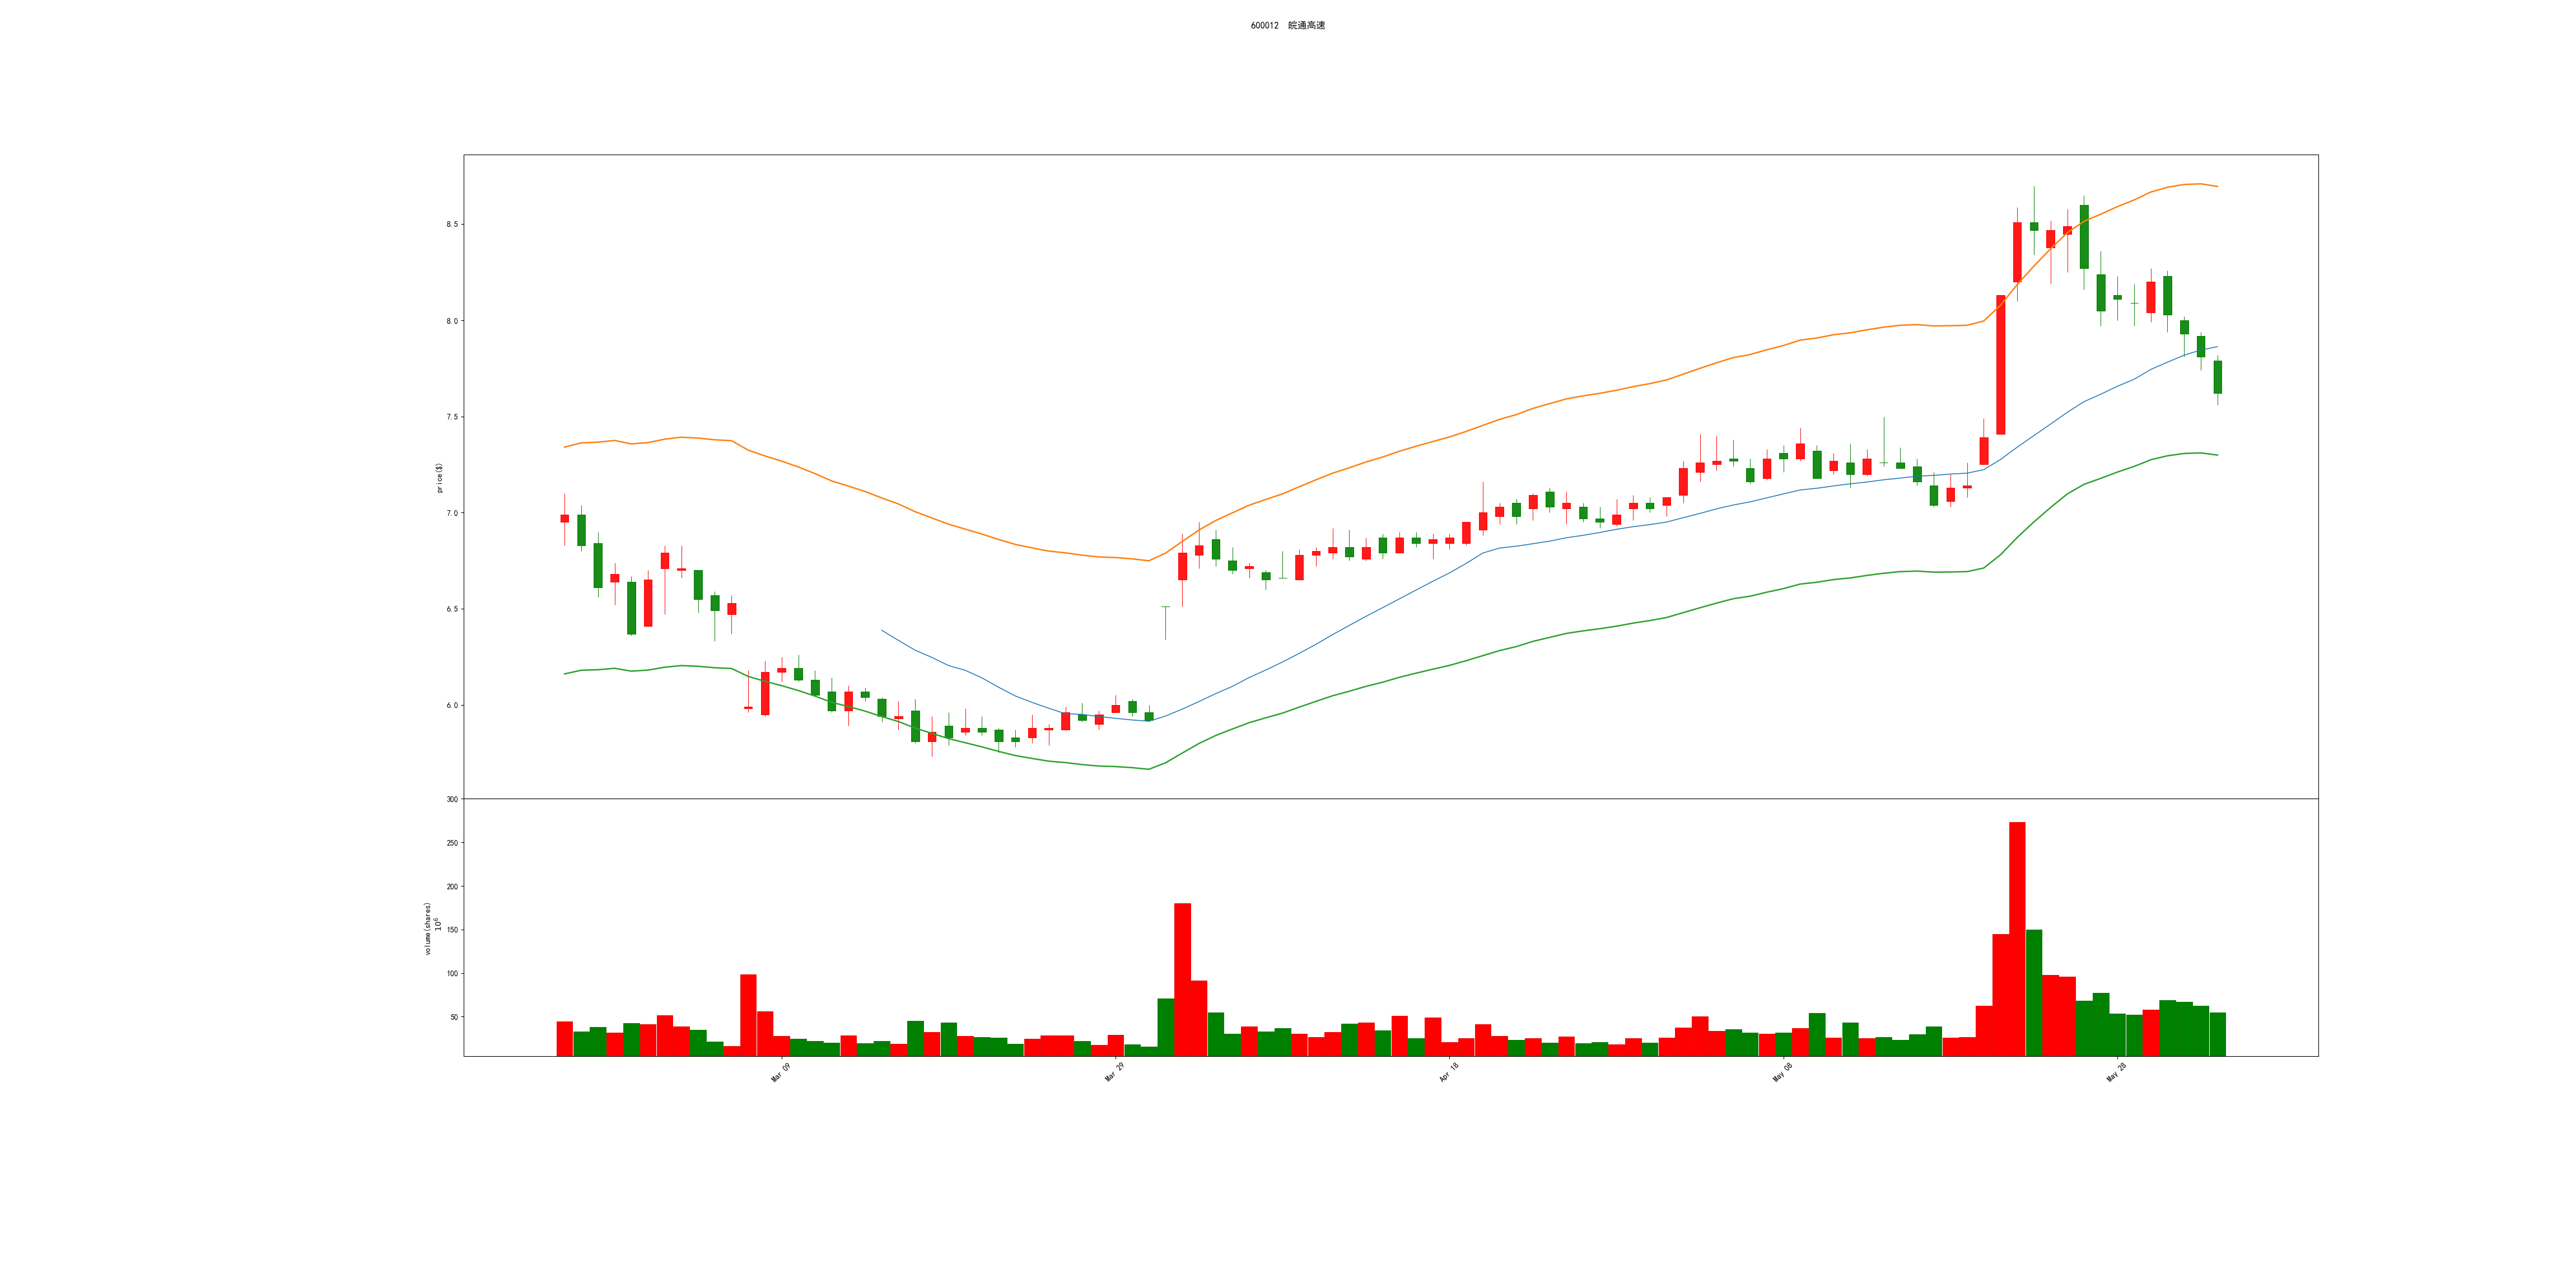 600012  皖通高速
8.5
8.0
7.5
7.0
6.5
6.0
price($)
300
250
200
150
100
50
volume(shares)
10^6
Mar 09
Mar 29
Apr 18
May 08
May 28